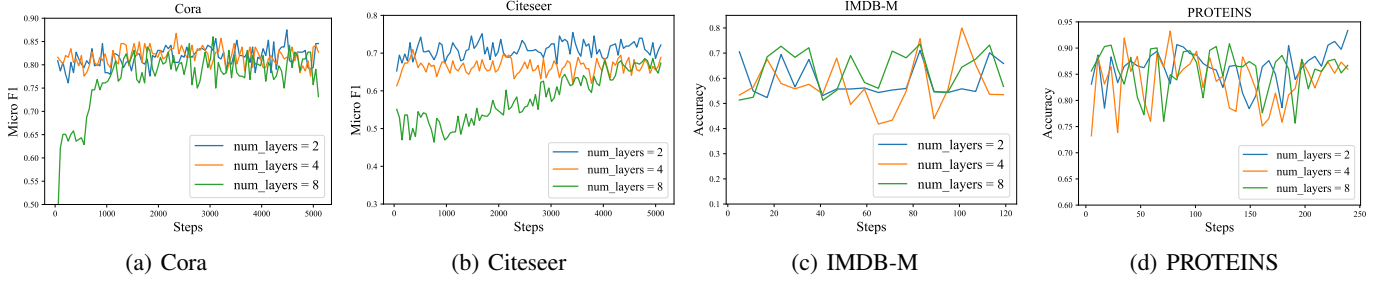 Cora
Micro F1
0.90
0.85
0.80
0.75
0.70
0.65
0.60
0.55
0.50
num_layers = 2
num_layers = 4
num_layers = 8
0 1000 2000 3000 4000 5000
Steps
(a) Cora
Citeseer
Micro F1
0.8
0.7
0.6
0.5
0.4
0.3
num_layers = 2
num_layers = 4
num_layers = 8
0 1000 2000 3000 4000 5000
Steps
(b) Citeseer
IMDB-M
Accuracy
0.8
0.7
0.6
0.5
0.4
0.3
0.2
0.1
num_layers = 2
num_layers = 4
num_layers = 8
0 20 40 60 80 100 120
Steps
(c) IMDB-M
PROTEINS
Accuracy
0.95
0.90
0.85
0.80
0.75
0.70
0.65
0.60
num_layers = 2
num_layers = 4
num_layers = 8
0 50 100 150 200 250
Steps
(d) PROTEINS